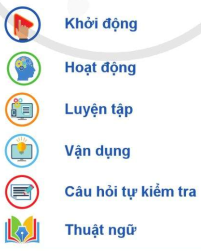 Khởi động
Hoạt động
Luyện tập
Vận dụng
Câu hỏi tự kiểm tra
Thuật ngữ